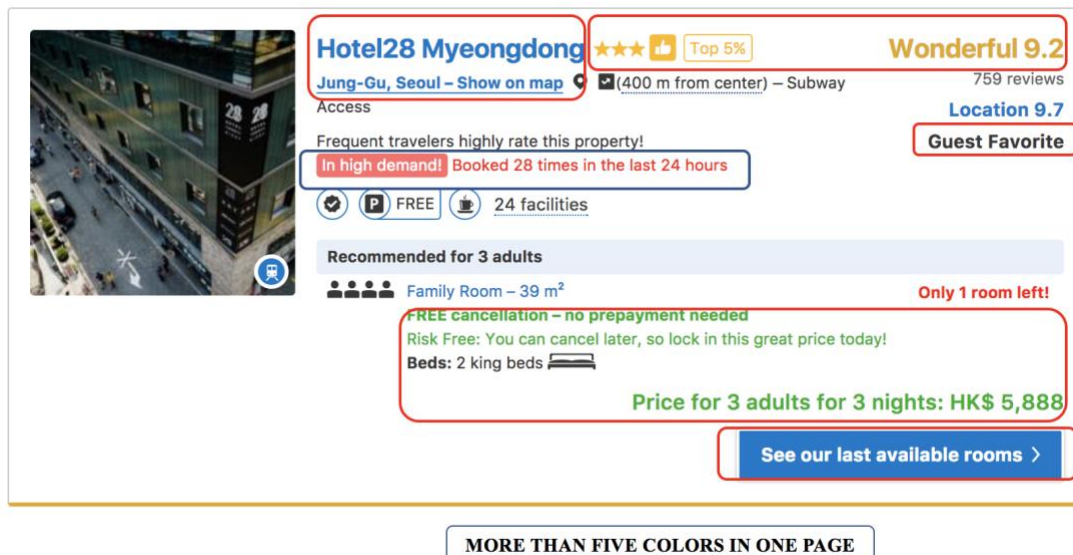 Hotel28 Myeongdong Top 5% Wonderful 9.2
Jung-Gu, Seoul – Show on map (400 m from center) – Subway 759 reviews
Access Location 9.7
Frequent travelers highly rate this property! Guest Favorite
In high demand! Booked 28 times in the last 24 hours
P FREE 24 facilities
Recommended for 3 adults
Family Room – 39 m² Only 1 room left!
FREE cancellation – no prepayment needed
Risk Free: You can cancel later, so lock in this great price today!
Beds: 2 king beds
Price for 3 adults for 3 nights: HK$ 5,888
See our last available rooms
MORE THAN FIVE COLORS IN ONE PAGE
28
28